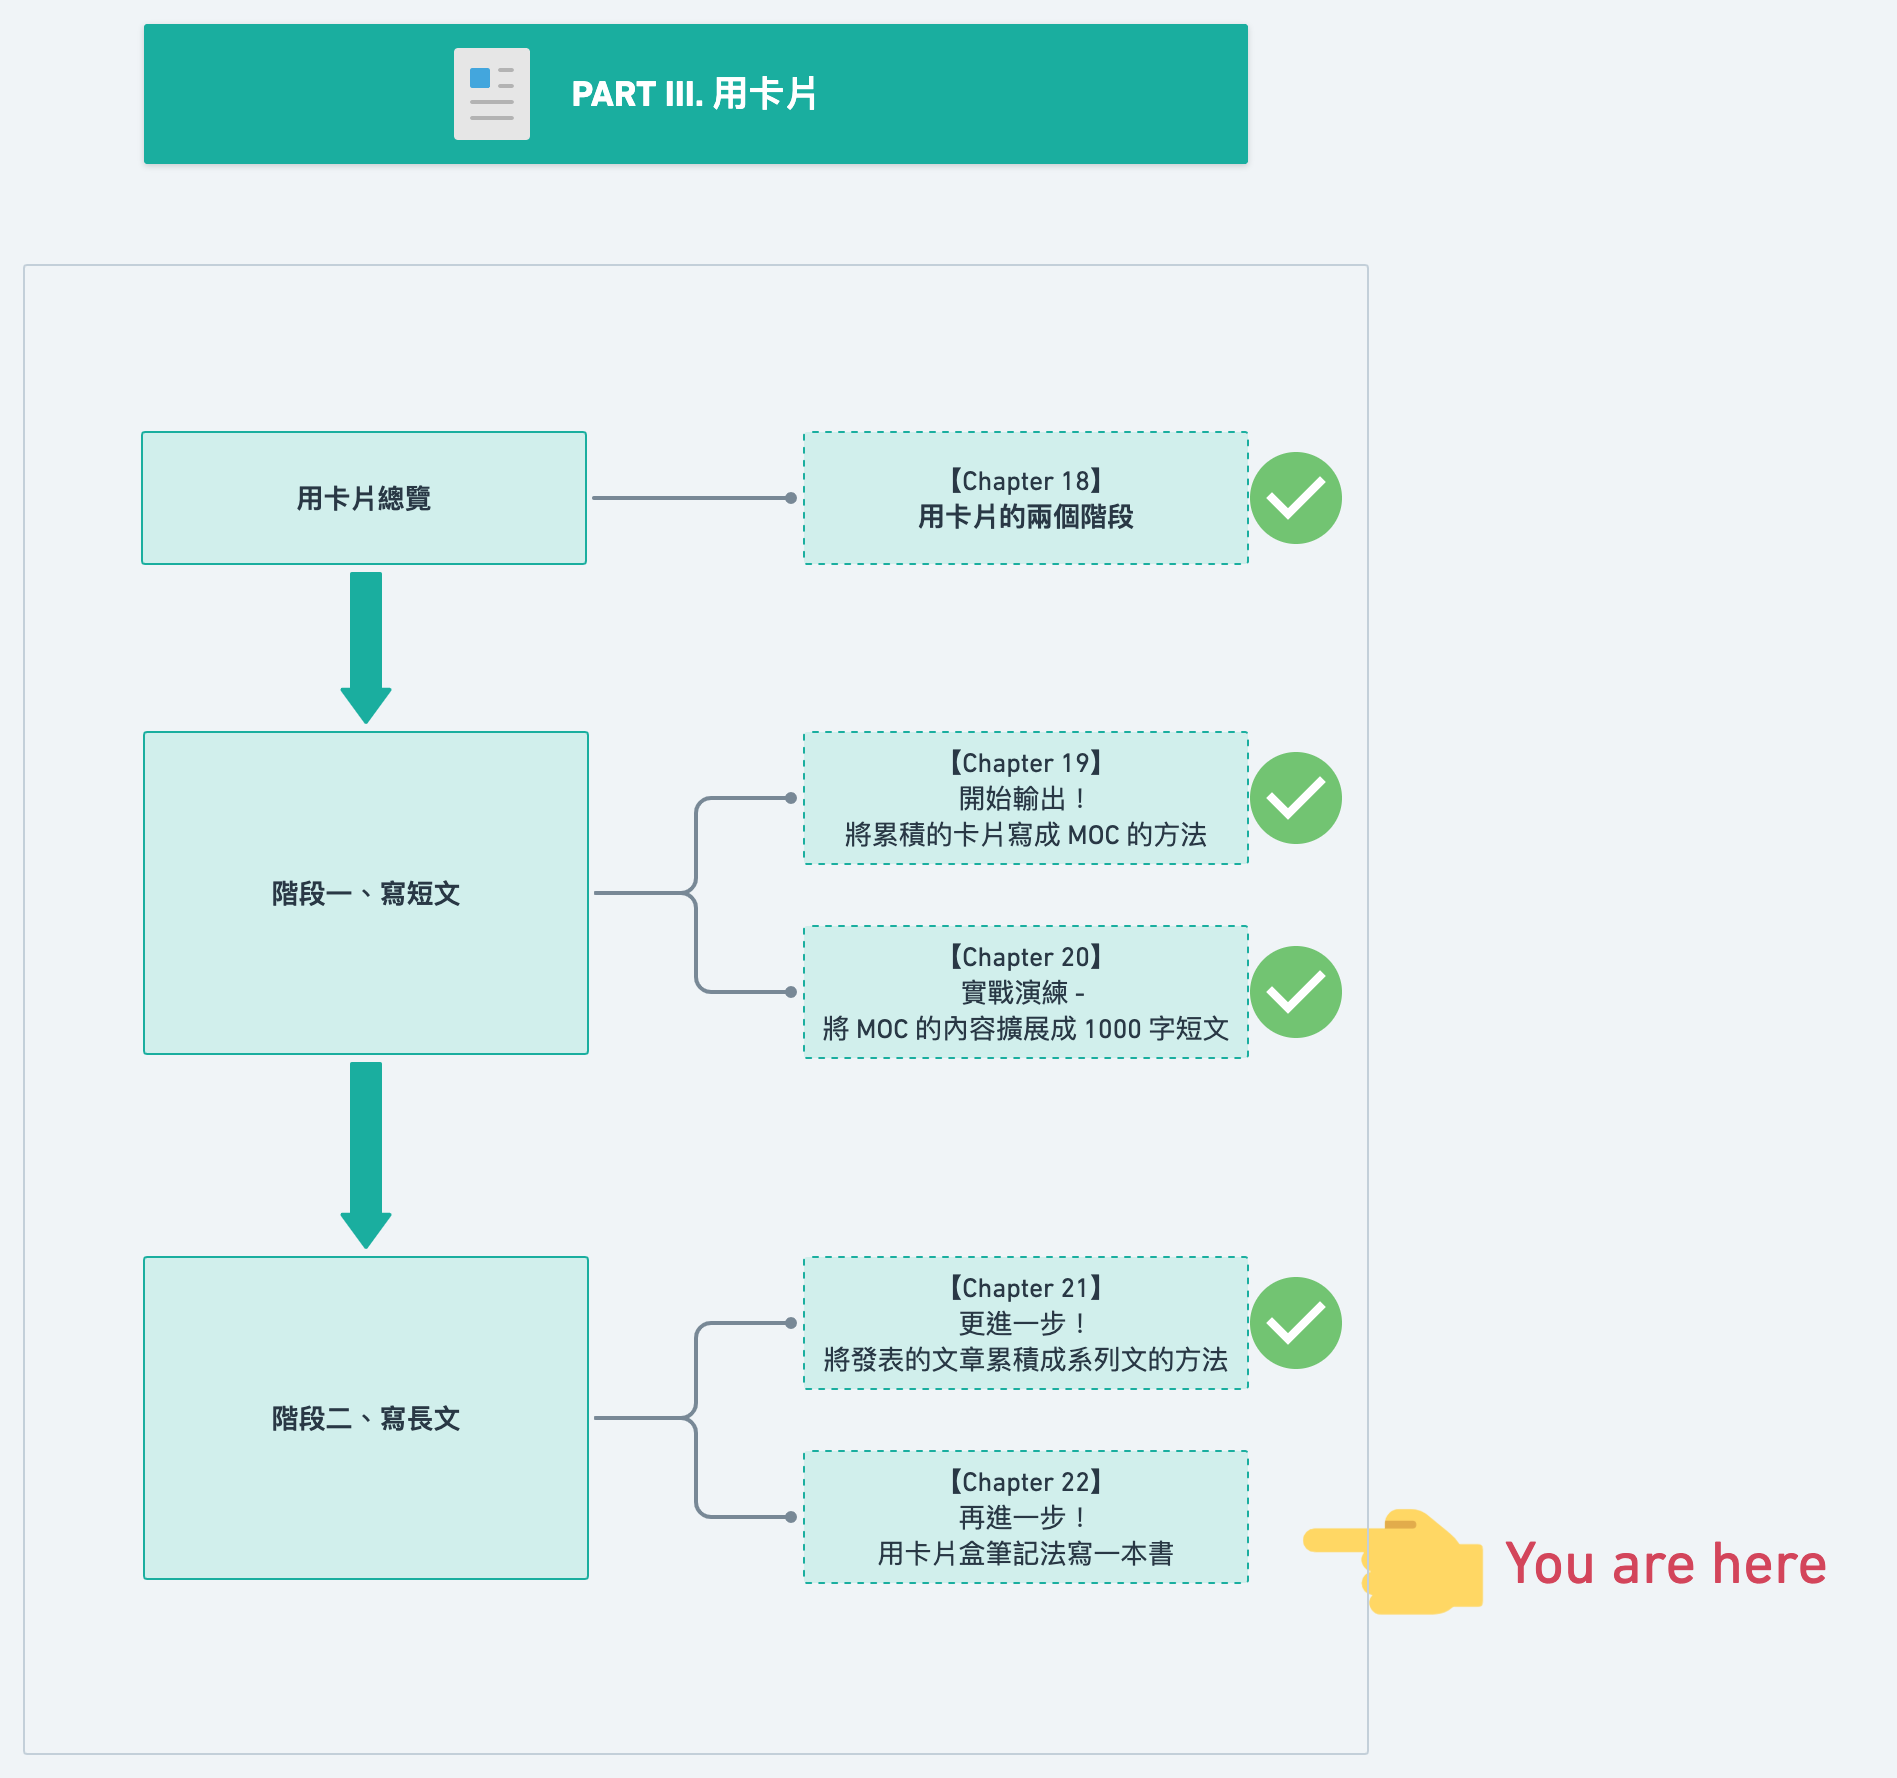 PART III. 用卡片
用卡片總覽
【Chapter 18】
用卡片的兩個階段
階段一、寫短文
【Chapter 19】
開始輸出！
將累積的卡片寫成 MOC 的方法
【Chapter 20】
實戰演練 -
將 MOC 的內容擴展成 1000 字短文
階段二、寫長文
【Chapter 21】
更進一步！
將發表的文章累積成系列文的方法
【Chapter 22】
再進一步！
用卡片盒筆記法寫一本書
You are here